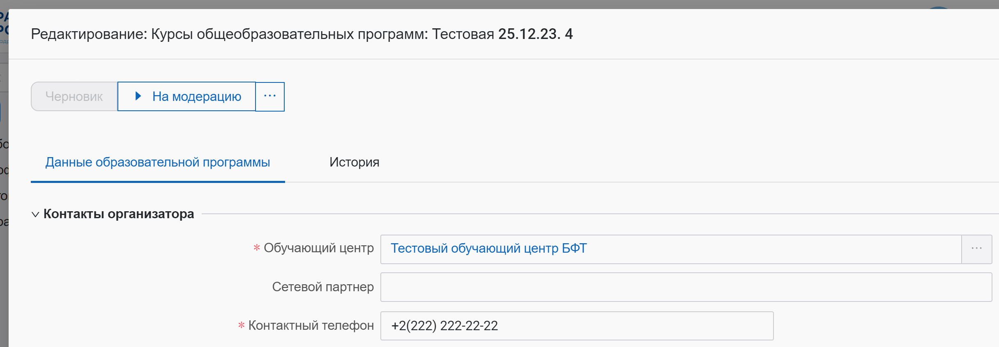 Редактирование: Курсы общеобразовательных программ: Тестовая 25.12.23. 4
Черновик На модерацию ...
Данные образовательной программы История
Контакты организатора
* Обучающий центр Тестовый обучающий центр БФТ ...
Сетевой партнер
* Контактный телефон +2(222) 222-22-22